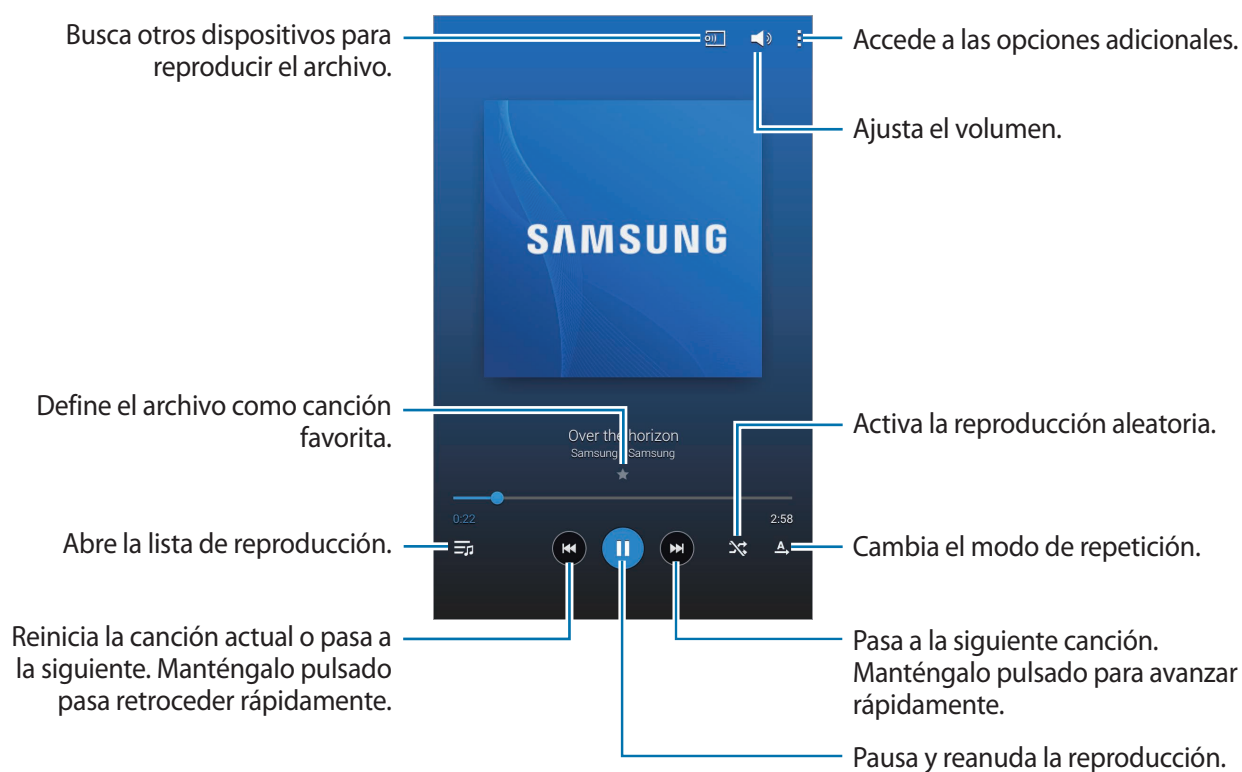 Busca otros dispositivos para
reproducir el archivo.
Accede a las opciones adicionales.
Ajusta el volumen.
SAMSUNG
Define el archivo como canción
favorita.
Over the horizon
Samsung Samsung
Activa la reproducción aleatoria.
0:22
2:58
Abre la lista de reproducción.
A
Cambia el modo de repetición.
Reinicia la canción actual o pasa a
la siguiente. Manténgalo pulsado
pasa retroceder rápidamente.
Pasa a la siguiente canción.
Manténgalo pulsado para avanzar
rápidamente.
Pausa y reanuda la reproducción.